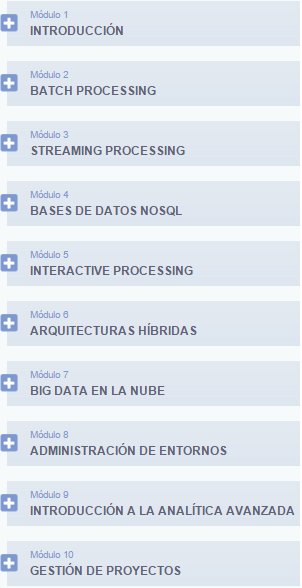 Módulo 1
INTRODUCCIÓN
Módulo 2
BATCH PROCESSING
Módulo 3
STREAMING PROCESSING
Módulo 4
BASES DE DATOS NOSQL
Módulo 5
INTERACTIVE PROCESSING
Módulo 6
ARQUITECTURAS HÍBRIDAS
Módulo 7
BIG DATA EN LA NUBE
Módulo 8
ADMINISTRACIÓN DE ENTORNOS
Módulo 9
INTRODUCCIÓN A LA ANALÍTICA AVANZADA
Módulo 10
GESTIÓN DE PROYECTOS